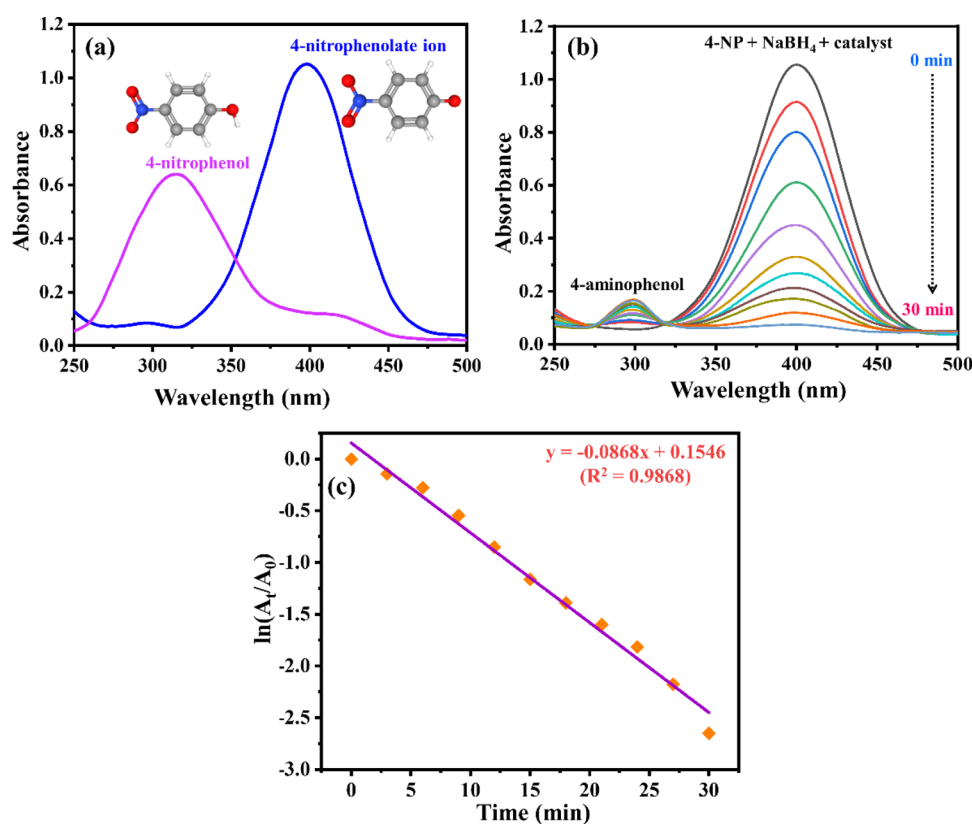 (a)
4-nitrophenolate ion
4-nitrophenol
Absorbance
1.2
1.0
0.8
0.6
0.4
0.2
0.0
250 300 350 400 450 500
Wavelength (nm)
(b)
4-NP + NaBH₄ + catalyst
0 min
30 min
4-aminophenol
Absorbance
1.2
1.0
0.8
0.6
0.4
0.2
0.0
250 300 350 400 450 500
Wavelength (nm)
(c)
y = -0.0868x + 0.1546
(R² = 0.9868)
ln(Aₜ/A₀)
0.0
-0.5
-1.0
-1.5
-2.0
-2.5
-3.0
0 5 10 15 20 25 30
Time (min)